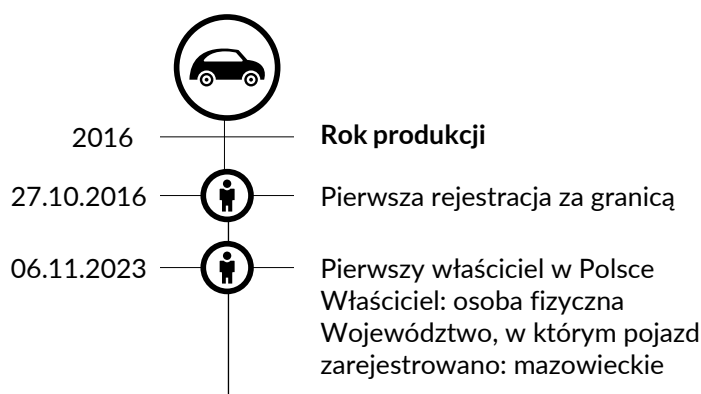 2016 Rok produkcji
27.10.2016 Pierwsza rejestracja za granicą
06.11.2023 Pierwszy właściciel w Polsce
Właściciel: osoba fizyczna
Województwo, w którym pojazd
zarejestrowano: mazowieckie